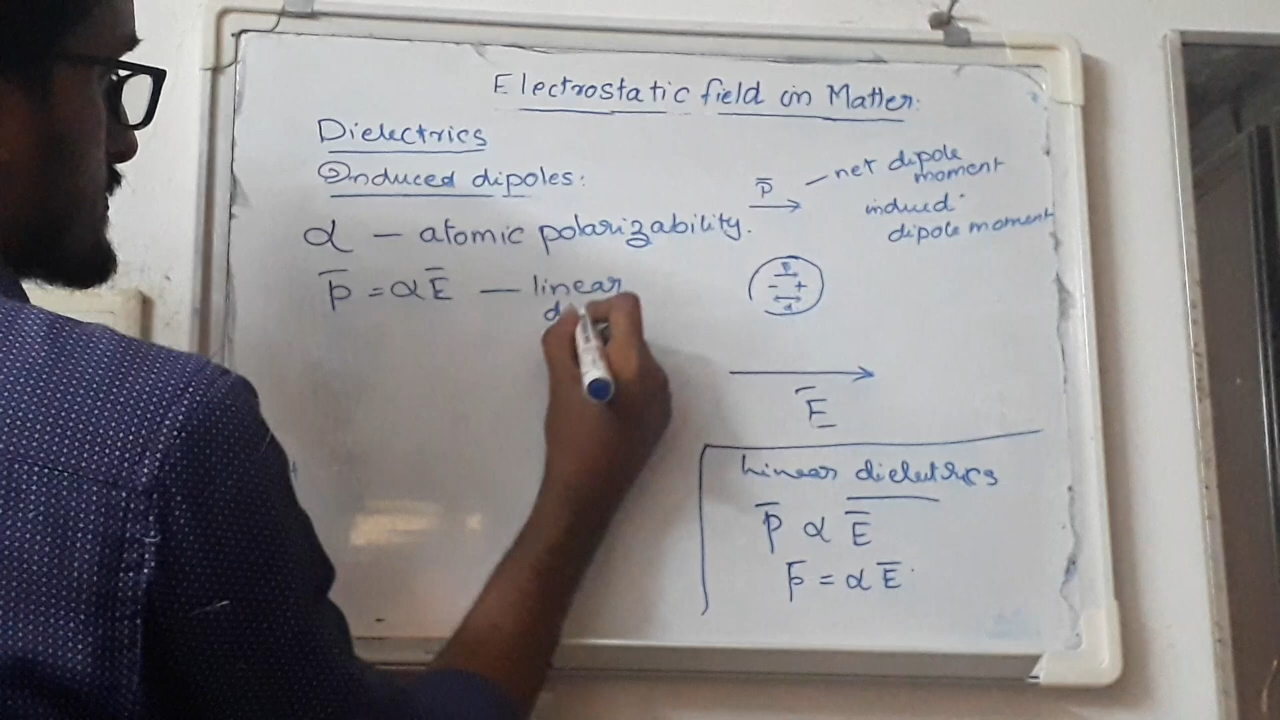 Electrostatic field in Matter:
Dielectrics
Induced dipoles:
α — atomic polarizability.
p̄ = αĒ — linear
d
p̄ — net dipole
moment
induced
dipole moment
p̄
- +
d
Ē
Linear dielectrics
p̄ α Ē
p̄ = αĒ.